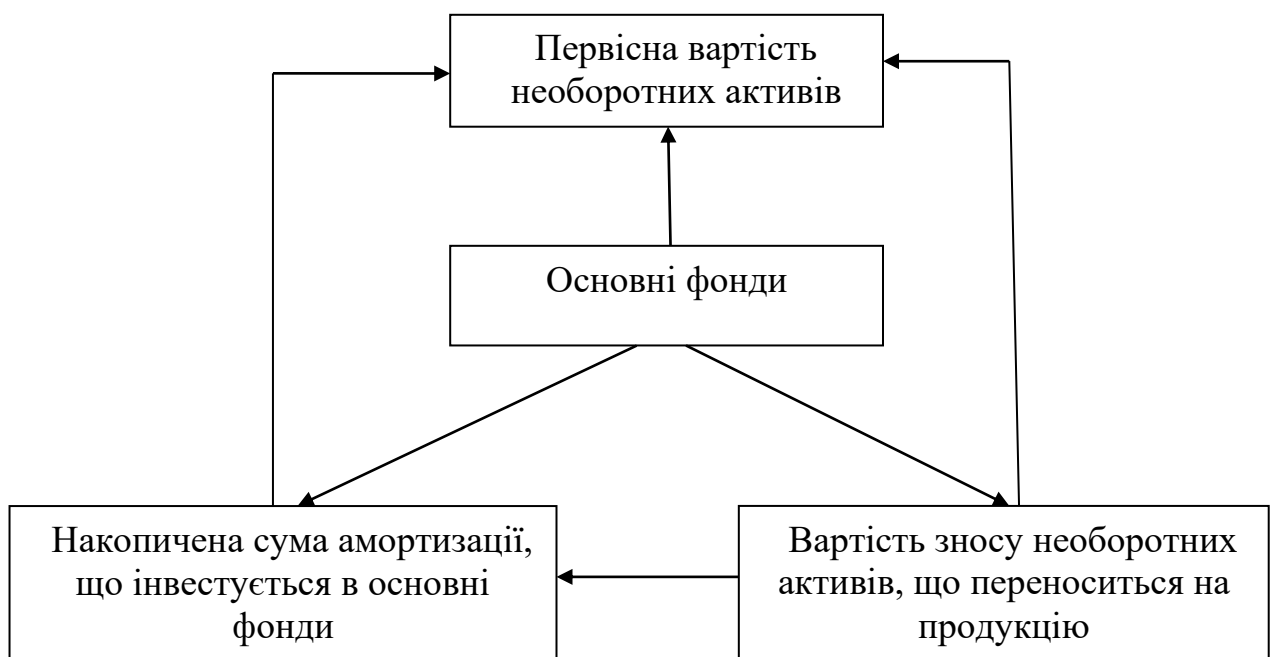 Первісна вартість
необоротних активів
Основні фонди
Накопичена сума амортизації,
що інвестується в основні
фонди
Вартість зносу необоротних
активів, що переноситься на
продукцію